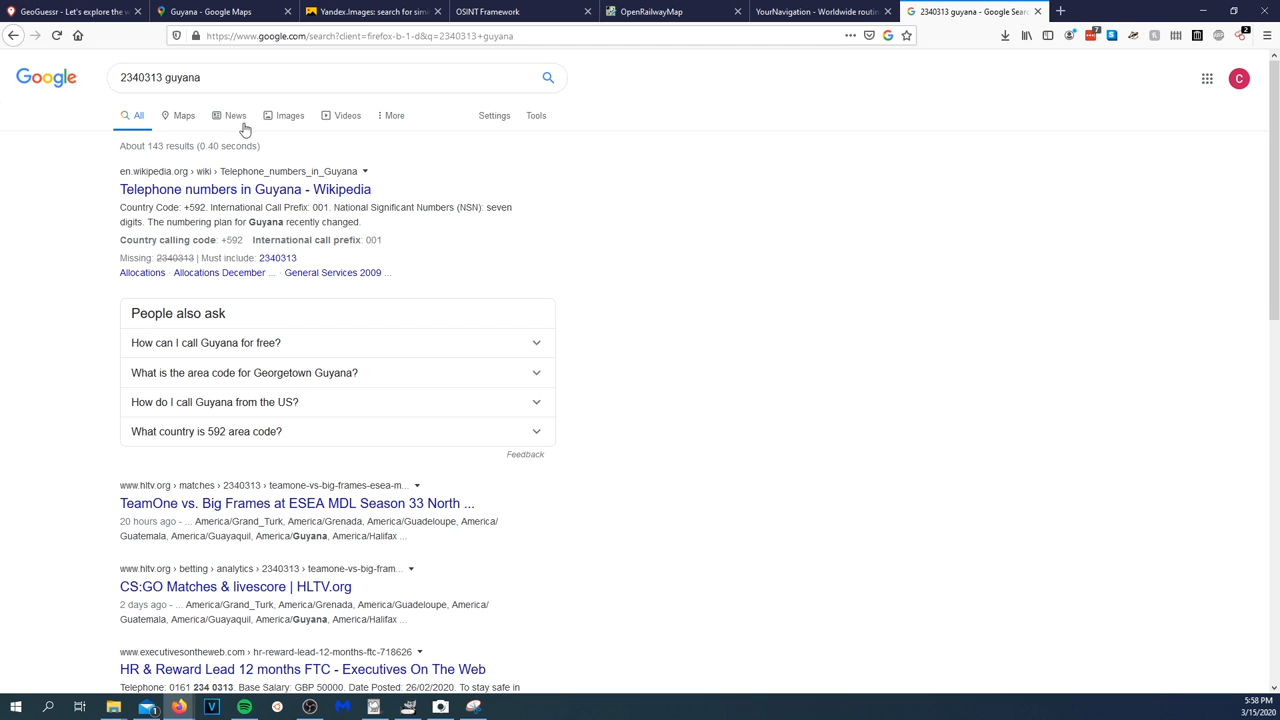 GeoGuessr - Let's explore the w
Guyana - Google Maps
Yandex.Images: search for simi
OSINT Framework
OpenRailwayMap
YourNavigation - Worldwide routin
2340313 guyana - Google Sear
https://www.google.com/search?client=firefox-b-1-d&q=2340313+guyana
7
2
Google
2340313 guyana
C
All
Maps
News
Images
Videos
More
Settings
Tools
About 143 results (0.40 seconds)
en.wikipedia.org › wiki › Telephone_numbers_in_Guyana
Telephone numbers in Guyana - Wikipedia
Country Code: +592. International Call Prefix: 001. National Significant Numbers (NSN): seven
digits. The numbering plan for Guyana recently changed.
Country calling code: +592 International call prefix: 001
Missing: 2340313 | Must include: 2340313
Allocations · Allocations December ... · General Services 2009 ...
People also ask
How can I call Guyana for free?
What is the area code for Georgetown Guyana?
How do I call Guyana from the US?
What country is 592 area code?
Feedback
www.hltv.org › matches › 2340313 › teamone-vs-big-frames-esea-m...
TeamOne vs. Big Frames at ESEA MDL Season 33 North ...
20 hours ago - ... America/Grand_Turk, America/Grenada, America/Guadeloupe, America/
Guatemala, America/Guayaquil, America/Guyana, America/Halifax ...
www.hltv.org › betting › analytics › 2340313 › teamone-vs-big-fram...
CS:GO Matches & livescore | HLTV.org
2 days ago - ... America/Grand_Turk, America/Grenada, America/Guadeloupe, America/
Guatemala, America/Guayaquil, America/Guyana, America/Halifax ...
www.executivesontheweb.com › hr-reward-lead-12-months-ftc-718626
HR & Reward Lead 12 months FTC - Executives On The Web
Telephone: 0161 234 0313. Base Salary: GBP 50000. Date Posted: 26/02/2020. To stay safe in
5:58 PM
3/15/2020